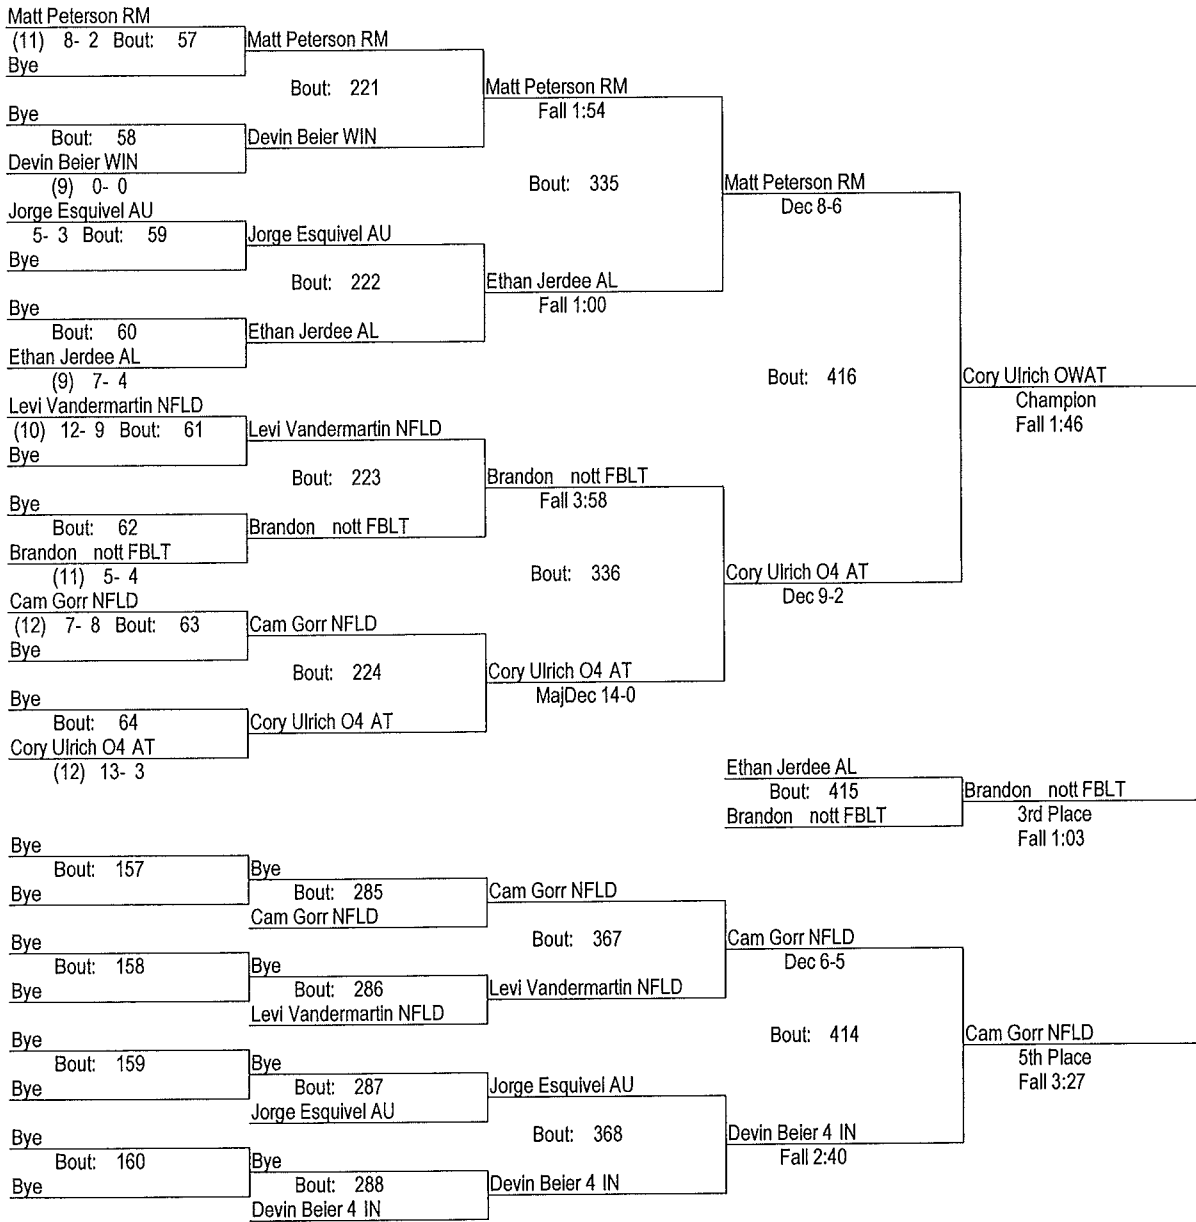 Matt Peterson RM
(11) 8- 2 Bout: 57
Bye
Matt Peterson RM
Bout: 221
Bye
Bout: 58
Devin Beier WIN
(9) 0- 0
Devin Beier WIN
Matt Peterson RM
Fall 1:54
Bout: 335
Jorge Esquivel AU
5- 3 Bout: 59
Bye
Jorge Esquivel AU
Bout: 222
Bye
Bout: 60
Ethan Jerdee AL
(9) 7- 4
Ethan Jerdee AL
Ethan Jerdee AL
Fall 1:00
Matt Peterson RM
Dec 8-6
Bout: 416
Levi Vandermartin NFLD
(10) 12- 9 Bout: 61
Bye
Levi Vandermartin NFLD
Bout: 223
Bye
Bout: 62
Brandon nott FBLT
(11) 5- 4
Brandon nott FBLT
Brandon nott FBLT
Fall 3:58
Bout: 336
Cam Gorr NFLD
(12) 7- 8 Bout: 63
Bye
Cam Gorr NFLD
Bout: 224
Bye
Bout: 64
Cory Ulrich O4 AT
(12) 13- 3
Cory Ulrich O4 AT
Cory Ulrich O4 AT
MajDec 14-0
Cory Ulrich O4 AT
Dec 9-2
Cory Ulrich OWAT
Champion
Fall 1:46
Ethan Jerdee AL
Bout: 415
Brandon nott FBLT
Brandon nott FBLT
3rd Place
Fall 1:03
Bye
Bout: 157
Bye
Bye
Bout: 285
Cam Gorr NFLD
Cam Gorr NFLD
Bout: 367
Bye
Bout: 158
Bye
Bye
Bout: 286
Levi Vandermartin NFLD
Levi Vandermartin NFLD
Cam Gorr NFLD
Dec 6-5
Bout: 414
Bye
Bout: 159
Bye
Bye
Bout: 287
Jorge Esquivel AU
Jorge Esquivel AU
Bout: 368
Bye
Bout: 160
Bye
Bye
Bout: 288
Devin Beier 4 IN
Devin Beier 4 IN
Devin Beier 4 IN
Fall 2:40
Cam Gorr NFLD
5th Place
Fall 3:27